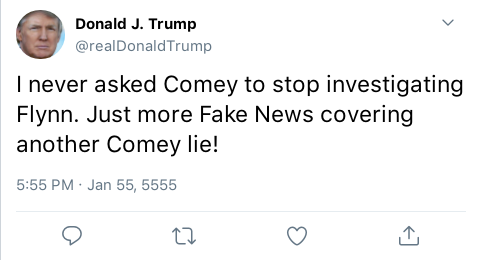 Donald J. Trump
@realDonaldTrump
I never asked Comey to stop investigating
Flynn. Just more Fake News covering
another Comey lie!
5:55 PM · Jan 55, 5555